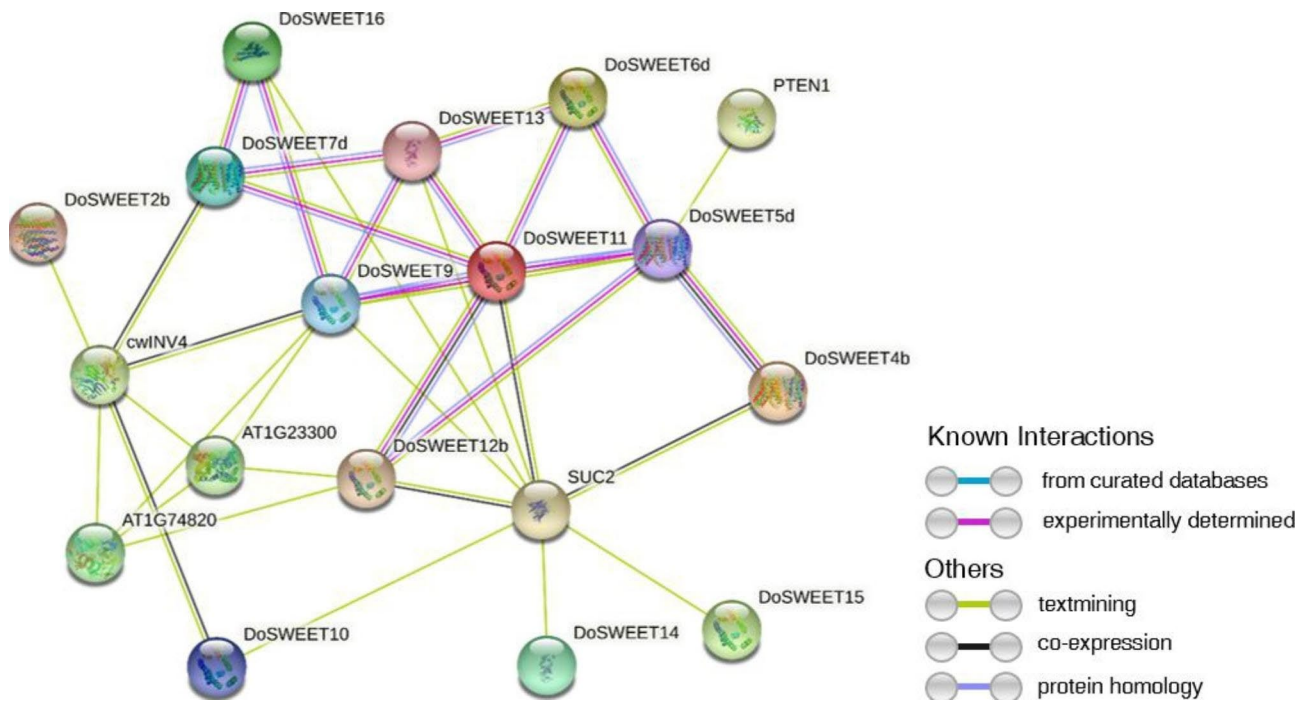 DoSWEET16
DoSWEET6d
PTEN1
DoSWEET13
DoSWEET7d
DoSWEET2b
DoSWEET5d
DoSWEET11
DoSWEET9
cwINV4
DoSWEET4b
AT1G23300
DoSWEET12b
SUC2
AT1G74820
DoSWEET15
DoSWEET10
DoSWEET14
Known Interactions
from curated databases
experimentally determined
Others
textmining
co-expression
protein homology